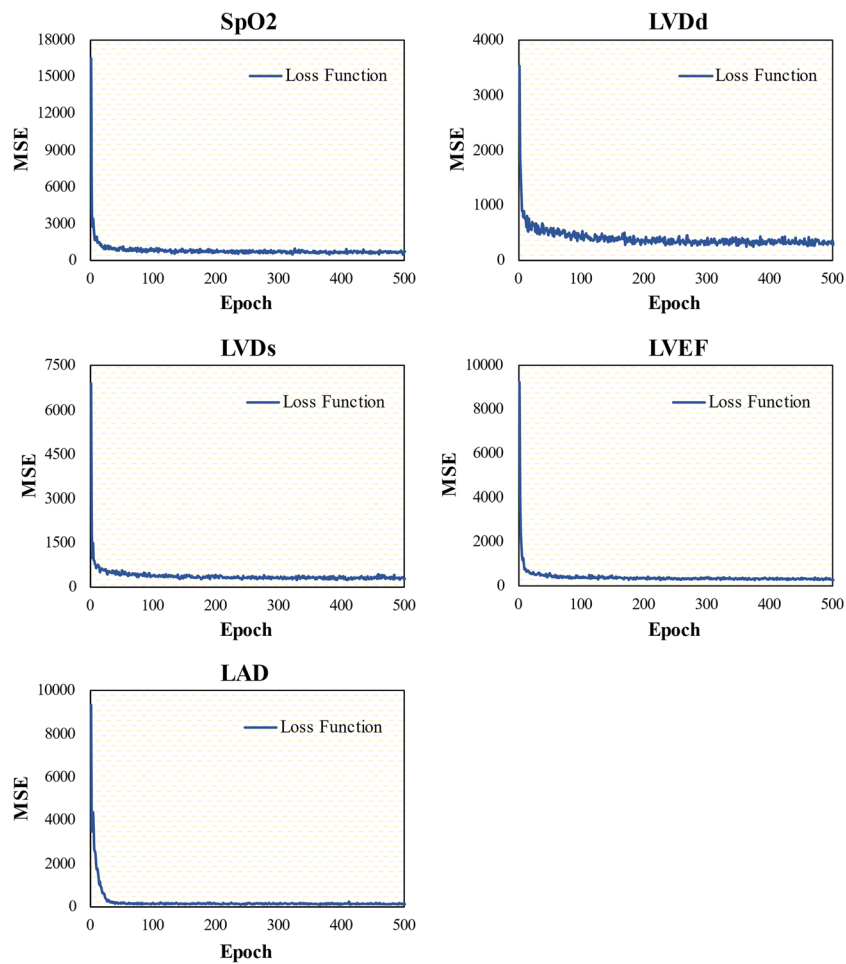 SpO2
18000
15000
12000
9000
6000
3000
0
MSE
Loss Function
0 100 200 300 400 500
Epoch
LVDd
4000
3000
2000
1000
0
MSE
Loss Function
0 100 200 300 400 500
Epoch
LVDs
7500
6000
4500
3000
1500
0
MSE
Loss Function
0 100 200 300 400 500
Epoch
LVEF
10000
8000
6000
4000
2000
0
MSE
Loss Function
0 100 200 300 400 500
Epoch
LAD
10000
8000
6000
4000
2000
0
MSE
Loss Function
0 100 200 300 400 500
Epoch